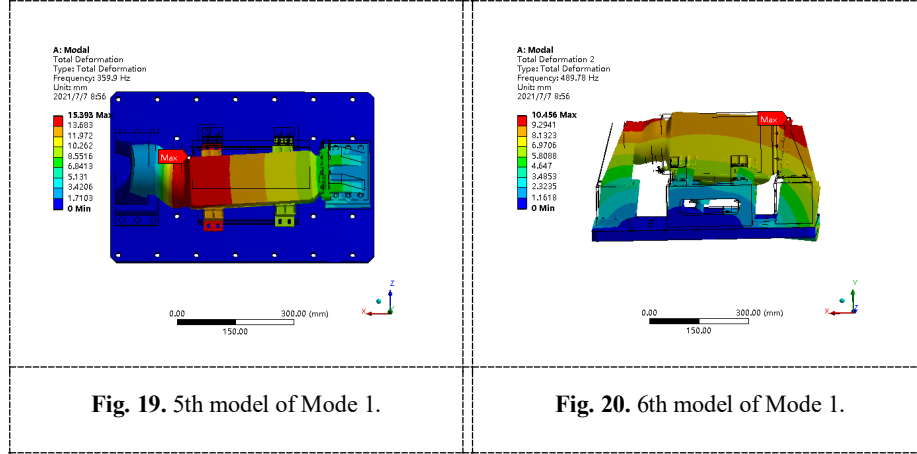 A: Modal
Total Deformation
Type: Total Deformation
Frequency: 359.9 Hz
Unit: mm
2021/7/7 8:56
15.393 Max
13.683
11.972
10.262
8.5516
6.8413
5.131
3.4206
1.7103
0 Min
Max
Z
X
0.00
300.00 (mm)
150.00
Fig. 19. 5th model of Mode 1.
A: Modal
Total Deformation 2
Type: Total Deformation
Frequency: 489.78 Hz
Unit: mm
2021/7/7 8:56
10.456 Max
9.2941
8.1323
6.9706
5.8088
4.647
3.4853
2.3235
1.1618
0 Min
Max
Y
X
Z
0.00
300.00 (mm)
150.00
Fig. 20. 6th model of Mode 1.